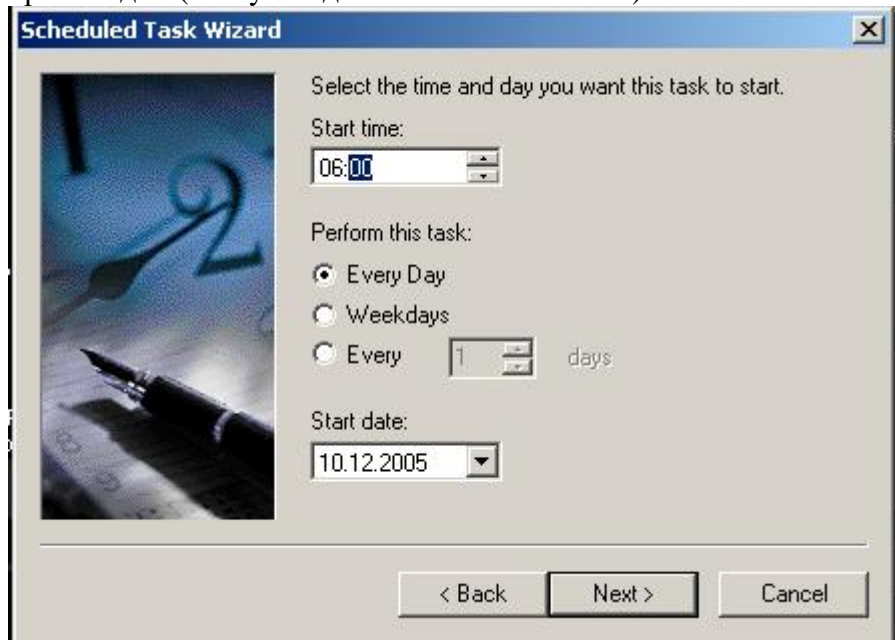 Scheduled Task Wizard
Select the time and day you want this task to start.
Start time:
06:00
Perform this task:
Every Day
Weekdays
Every 1 days
Start date:
10.12.2005
< Back Next > Cancel